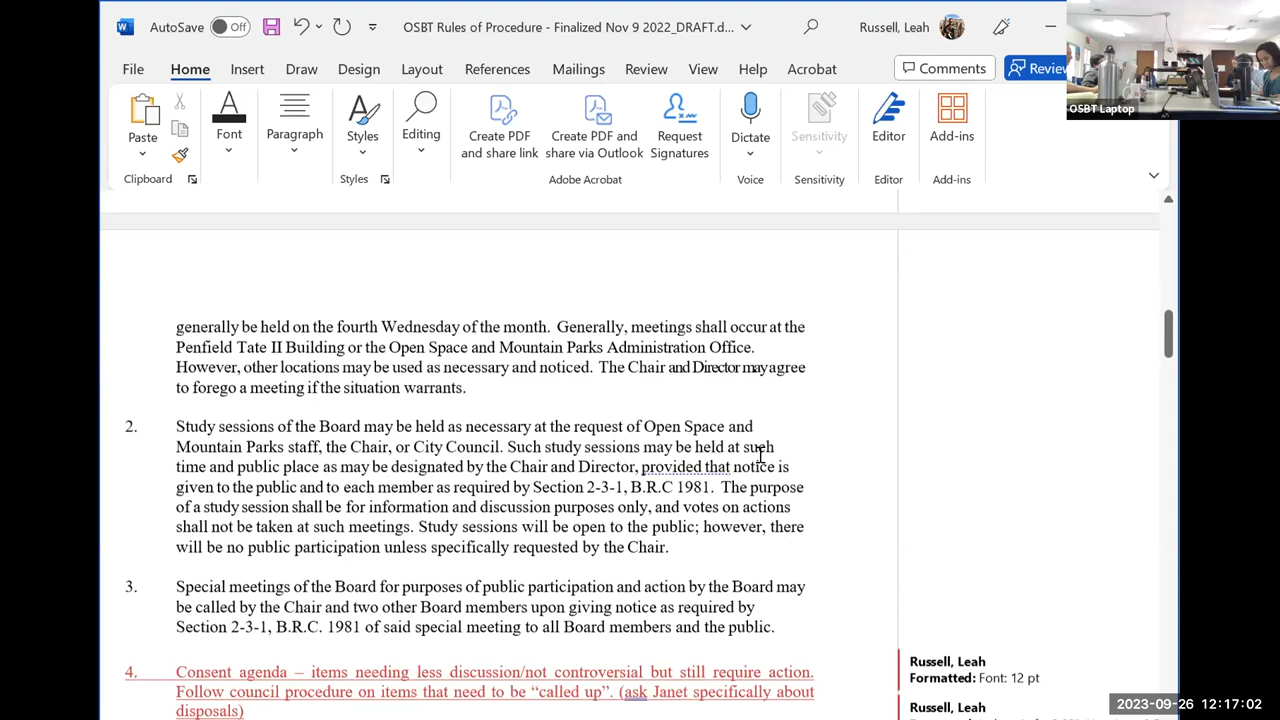 AutoSave Off OSBT Rules of Procedure - Finalized Nov 9 2022_DRAFT.d... Russell, Leah
File Home Insert Draw Design Layout References Mailings Review View Help Acrobat Comments
OSBT Laptop
Paste Font Paragraph Styles Editing Create PDF and share link Create PDF and share via Outlook Request Signatures Dictate Sensitivity Editor Add-ins
Clipboard Styles Adobe Acrobat Voice Sensitivity Editor Add-ins
generally be held on the fourth Wednesday of the month. Generally, meetings shall occur at the
Penfield Tate II Building or the Open Space and Mountain Parks Administration Office.
However, other locations may be used as necessary and noticed. The Chair and Director may agree
to forego a meeting if the situation warrants.
2. Study sessions of the Board may be held as necessary at the request of Open Space and
Mountain Parks staff, the Chair, or City Council. Such study sessions may be held at such
time and public place as may be designated by the Chair and Director, provided that notice is
given to the public and to each member as required by Section 2-3-1, B.R.C 1981. The purpose
of a study session shall be for information and discussion purposes only, and votes on actions
shall not be taken at such meetings. Study sessions will be open to the public; however, there
will be no public participation unless specifically requested by the Chair.
3. Special meetings of the Board for purposes of public participation and action by the Board may
be called by the Chair and two other Board members upon giving notice as required by
Section 2-3-1, B.R.C. 1981 of said special meeting to all Board members and the public.
4. Consent agenda – items needing less discussion/not controversial but still require action.
Follow council procedure on items that need to be “called up”. (ask Janet specifically about
disposals)
Russell, Leah
Formatted: Font: 12 pt
Russell, Leah
2023-09-26 12:17:02